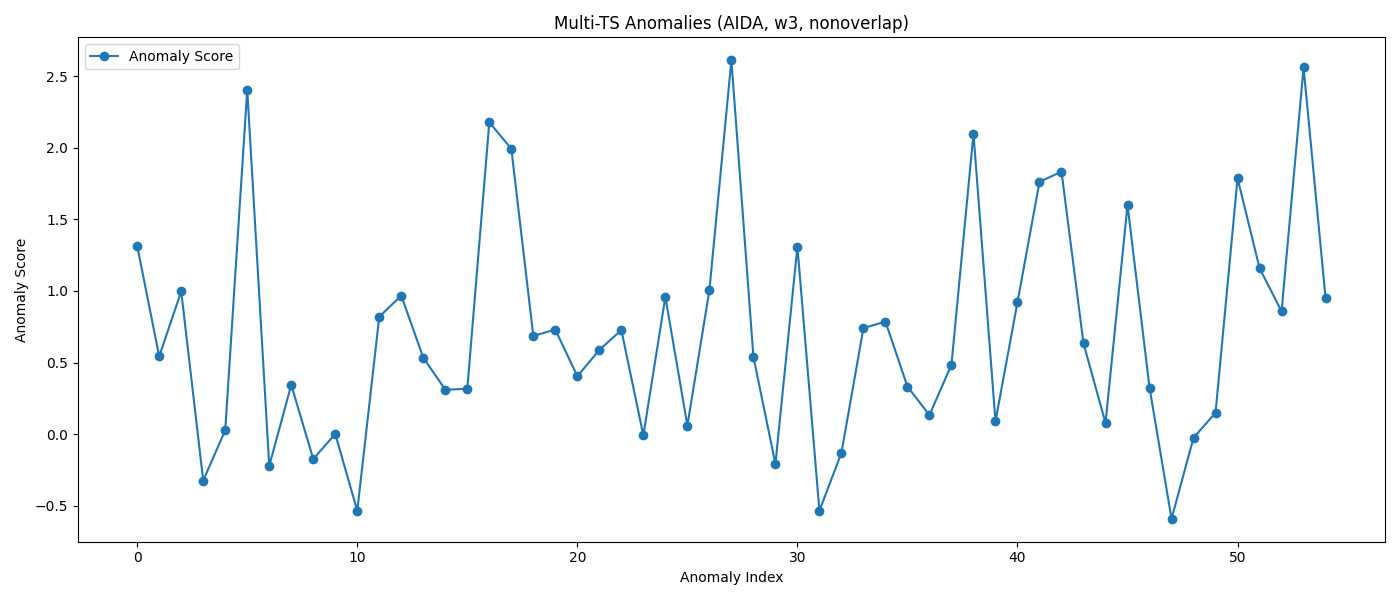 Multi-TS Anomalies (AIDA, w3, nonoverlap)
Anomaly Score
2.5
2.0
1.5
1.0
0.5
0.0
−0.5
Anomaly Score
0 10 20 30 40 50
Anomaly Index